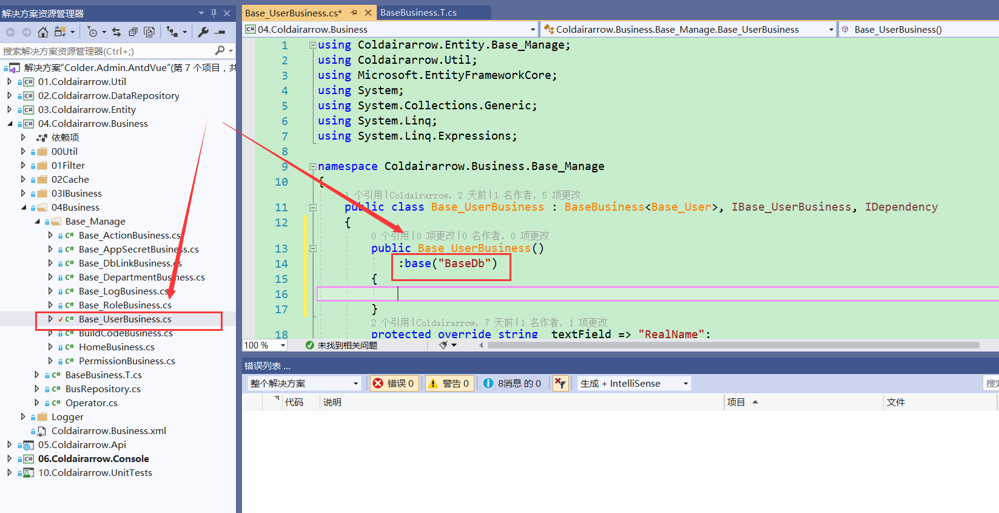 解决方案资源管理器
搜索解决方案资源管理器(Ctrl+;)
解决方案"Colder.Admin.AntdVue"(第 7 个项目，共
01.Coldairarrow.Util
02.Coldairarrow.DataRepository
03.Coldairarrow.Entity
04.Coldairarrow.Business
依赖项
00Util
01Filter
02Cache
03IBusiness
04Business
Base_Manage
Base_ActionBusiness.cs
Base_AppSecretBusiness.cs
Base_DbLinkBusiness.cs
Base_DepartmentBusiness.cs
Base_LogBusiness.cs
Base_RoleBusiness.cs
Base_UserBusiness.cs
BuildCodeBusiness.cs
HomeBusiness.cs
PermissionBusiness.cs
BaseBusiness.T.cs
BusRepository.cs
Operator.cs
Logger
Coldairarrow.Business.xml
05.Coldairarrow.Api
06.Coldairarrow.Console
10.Coldairarrow.UnitTests
Base_UserBusiness.cs* BaseBusiness.T.cs
04.Coldairarrow.Business Coldairarrow.Business.Base_Manage.Base_UserBusiness Base_UserBusiness()
1 using Coldairarrow.Entity.Base_Manage;
2 using Coldairarrow.Util;
3 using Microsoft.EntityFrameworkCore;
4 using System;
5 using System.Collections.Generic;
6 using System.Linq;
7 using System.Linq.Expressions;
8
9 namespace Coldairarrow.Business.Base_Manage
10 {
1 个引用|Coldairarrow，2 天前|1 名作者，5 项更改
11 public class Base_UserBusiness : BaseBusiness<Base_User>, IBase_UserBusiness, IDependency
12 {
0 个引用|0 项更改|0 名作者，0 项更改
13 public Base_UserBusiness()
14 :base("BaseDb")
15 {
16
17 }
2 个引用|Coldairarrow，7 天前|1 名作者，1 项更改
18 protected override string _textField => "RealName";
100 % 未找到相关问题
错误列表 ...
整个解决方案 错误 0 警告 0 8消息 的 0 生成 + IntelliSense 搜索
代码 说明 项目 文件